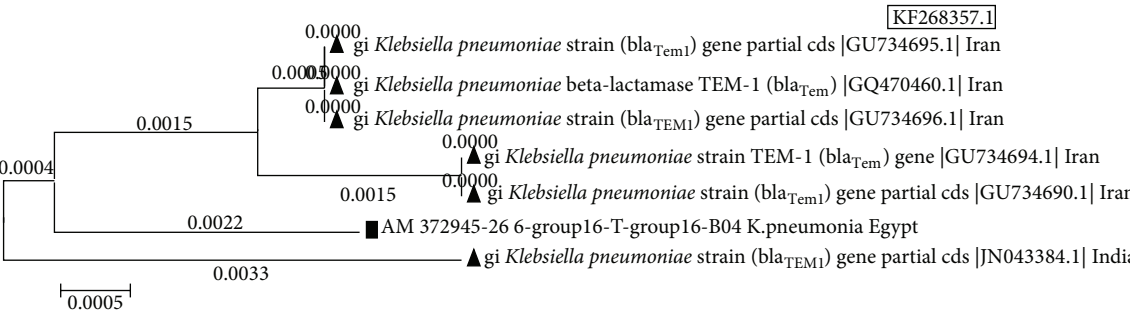 KF268357.1
0.0000
gi Klebsiella pneumoniae strain (blaTem1) gene partial cds |GU734695.1| Iran
0.0000
gi Klebsiella pneumoniae beta-lactamase TEM-1 (blaTem) |GQ470460.1| Iran
0.0000
gi Klebsiella pneumoniae strain (blaTEM1) gene partial cds |GU734696.1| Iran
0.0015
0.0000
gi Klebsiella pneumoniae strain TEM-1 (blaTem) gene |GU734694.1| Iran
0.0004
0.0000
gi Klebsiella pneumoniae strain (blaTem1) gene partial cds |GU734690.1| Iran
0.0015
0.0022
AM 372945-26 6-group16-T-group16-B04 K.pneumonia Egypt
gi Klebsiella pneumoniae strain (blaTEM1) gene partial cds |JN043384.1| India
0.0033
0.0005